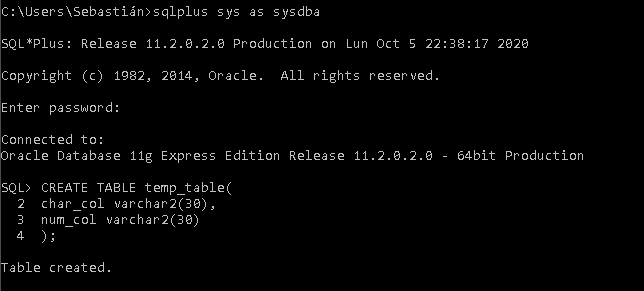 C:\Users\Sebastián>sqlplus sys as sysdba
SQL*Plus: Release 11.2.0.2.0 Production on Lun Oct 5 22:38:17 2020
Copyright (c) 1982, 2014, Oracle.  All rights reserved.
Enter password:
Connected to:
Oracle Database 11g Express Edition Release 11.2.0.2.0 - 64bit Production
SQL> CREATE TABLE temp_table(
  2  char_col varchar2(30),
  3  num_col varchar2(30)
  4  );
Table created.